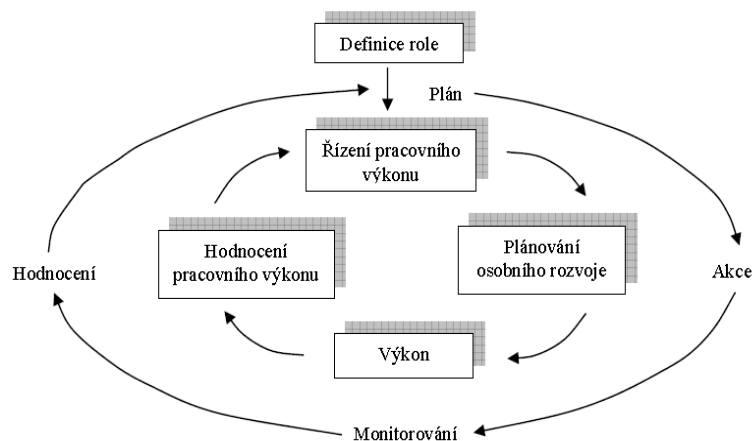 Definice role
Plán
Řízení pracovního
výkonu
Hodnocení
pracovního výkonu
Plánování
osobního rozvoje
Hodnocení
Akce
Výkon
Monitorování